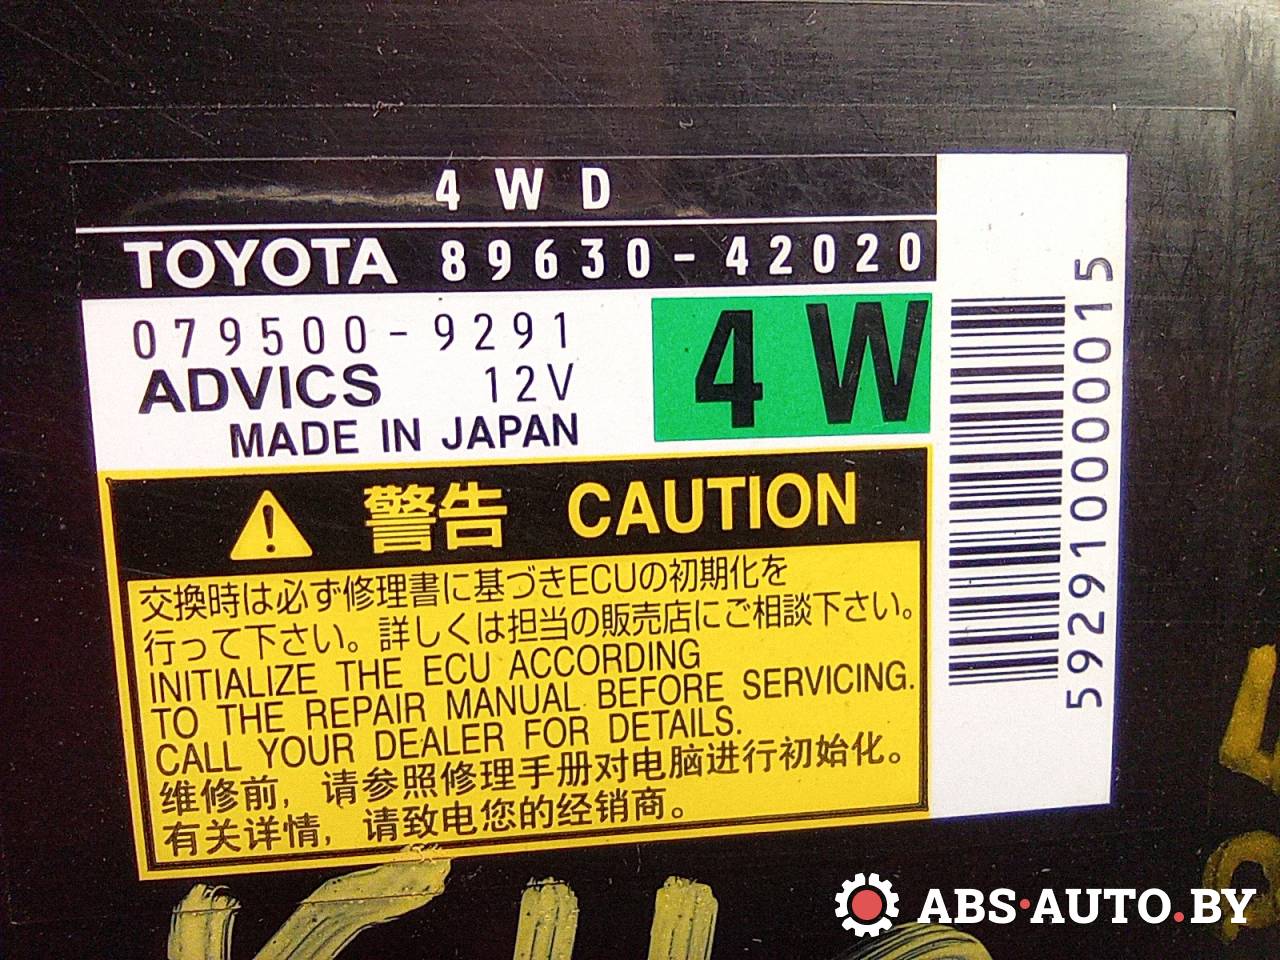 4WD
TOYOTA 89630-42020
079500-9291
ADVICS 12V
MADE IN JAPAN
4W
警告 CAUTION
交換時は必ず修理書に基づきECUの初期化を
行って下さい。詳しくは担当の販売店にご相談下さい。
INITIALIZE THE ECU ACCORDING
TO THE REPAIR MANUAL BEFORE SERVICING.
CALL YOUR DEALER FOR DETAILS.
维修前，请参照修理手册对电脑进行初始化。
有关详情，请致电您的经销商。
592910000015
ABS·AUTO.BY